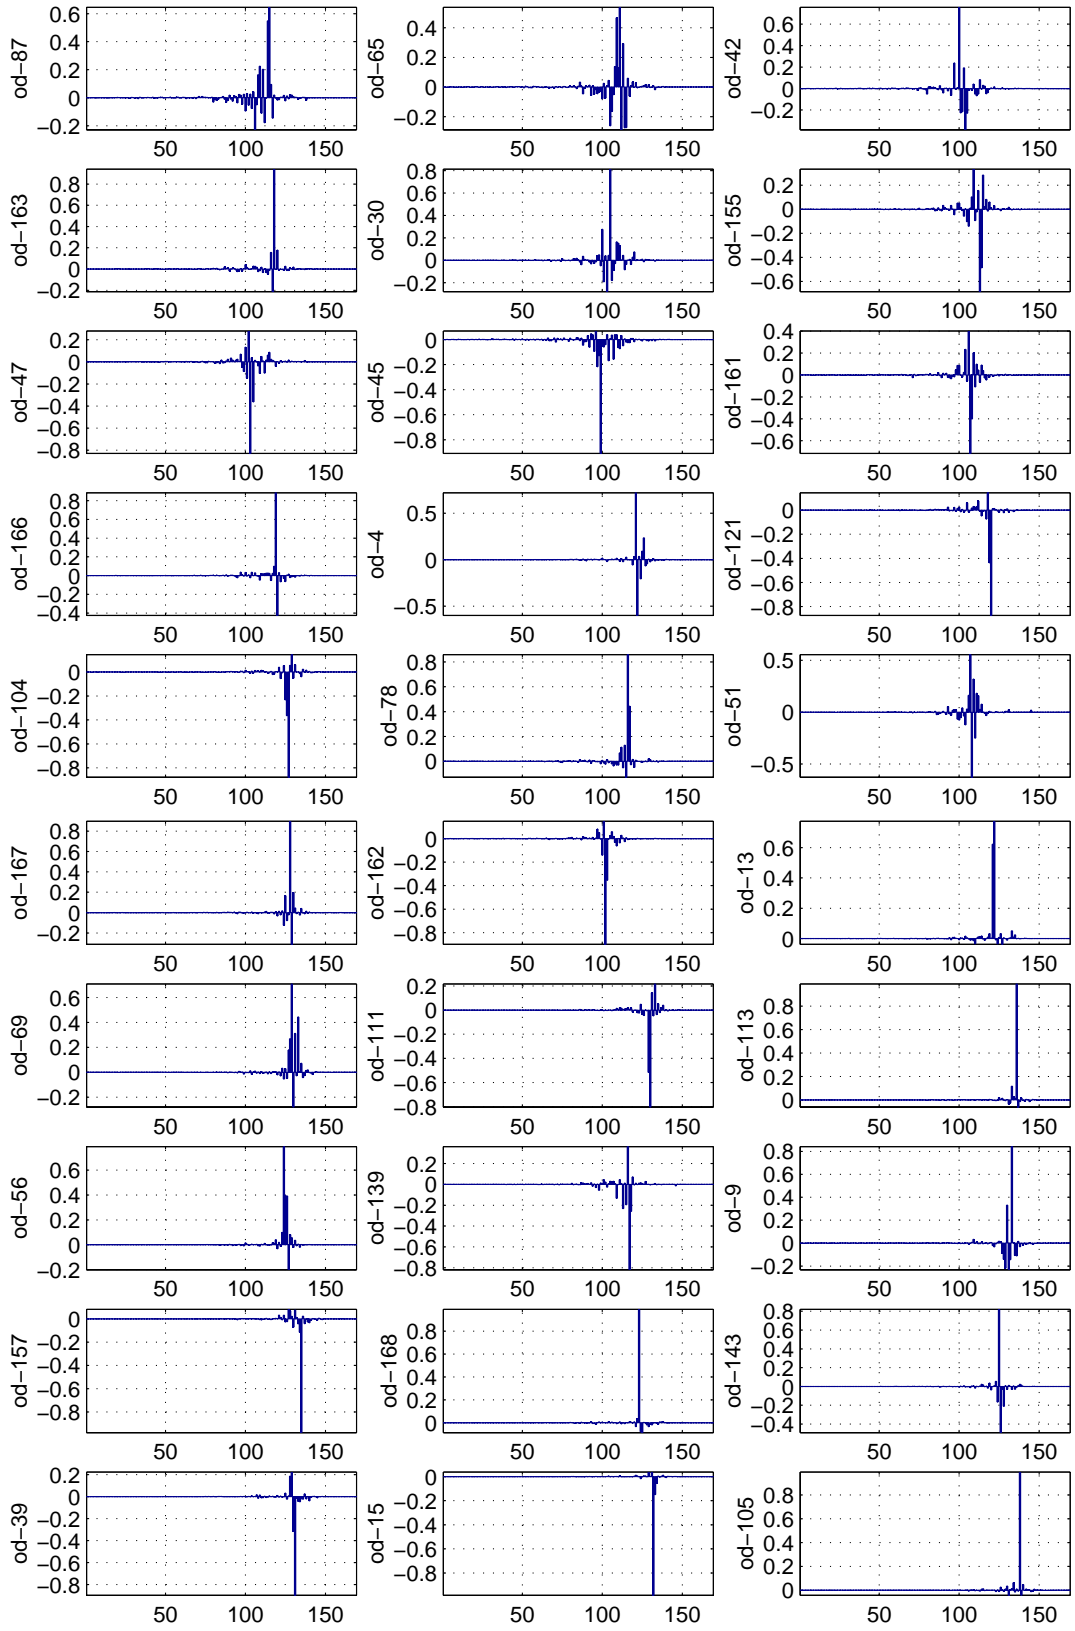 od−87 0.6 0.4 0.2 0 −0.2 50 100 150
od−65 0.4 0.2 0 −0.2 50 100 150
od−42 0.6 0.4 0.2 0 −0.2 50 100 150
od−163 0.8 0.6 0.4 0.2 0 −0.2 50 100 150
od−30 0.8 0.6 0.4 0.2 0 −0.2 50 100 150
od−155 0.2 0 −0.2 −0.4 −0.6 50 100 150
od−47 0.2 0 −0.2 −0.4 −0.6 −0.8 50 100 150
od−45 0 −0.2 −0.4 −0.6 −0.8 50 100 150
od−161 0.4 0.2 0 −0.2 −0.4 −0.6 50 100 150
od−166 0.8 0.6 0.4 0.2 0 −0.2 −0.4 50 100 150
od−4 0.5 0 −0.5 50 100 150
od−121 0 −0.2 −0.4 −0.6 −0.8 50 100 150
od−104 0 −0.2 −0.4 −0.6 −0.8 50 100 150
od−78 0.8 0.6 0.4 0.2 0 50 100 150
od−51 0.5 0 −0.5 50 100 150
od−167 0.8 0.6 0.4 0.2 0 −0.2 50 100 150
od−162 0 −0.2 −0.4 −0.6 −0.8 50 100 150
od−13 0.6 0.4 0.2 0 50 100 150
od−69 0.6 0.4 0.2 0 −0.2 50 100 150
od−111 0.2 0 −0.2 −0.4 −0.6 −0.8 50 100 150
od−113 0.8 0.6 0.4 0.2 0 50 100 150
od−56 0.6 0.4 0.2 0 −0.2 50 100 150
od−139 0.2 0 −0.2 −0.4 −0.6 −0.8 50 100 150
od−9 0.8 0.6 0.4 0.2 0 −0.2 50 100 150
od−157 0 −0.2 −0.4 −0.6 −0.8 50 100 150
od−168 0.8 0.6 0.4 0.2 0 50 100 150
od−143 0.8 0.6 0.4 0.2 0 −0.2 −0.4 50 100 150
od−39 0.2 0 −0.2 −0.4 −0.6 −0.8 50 100 150
od−15 0 −0.2 −0.4 −0.6 −0.8 50 100 150
od−105 0.8 0.6 0.4 0.2 0 50 100 150